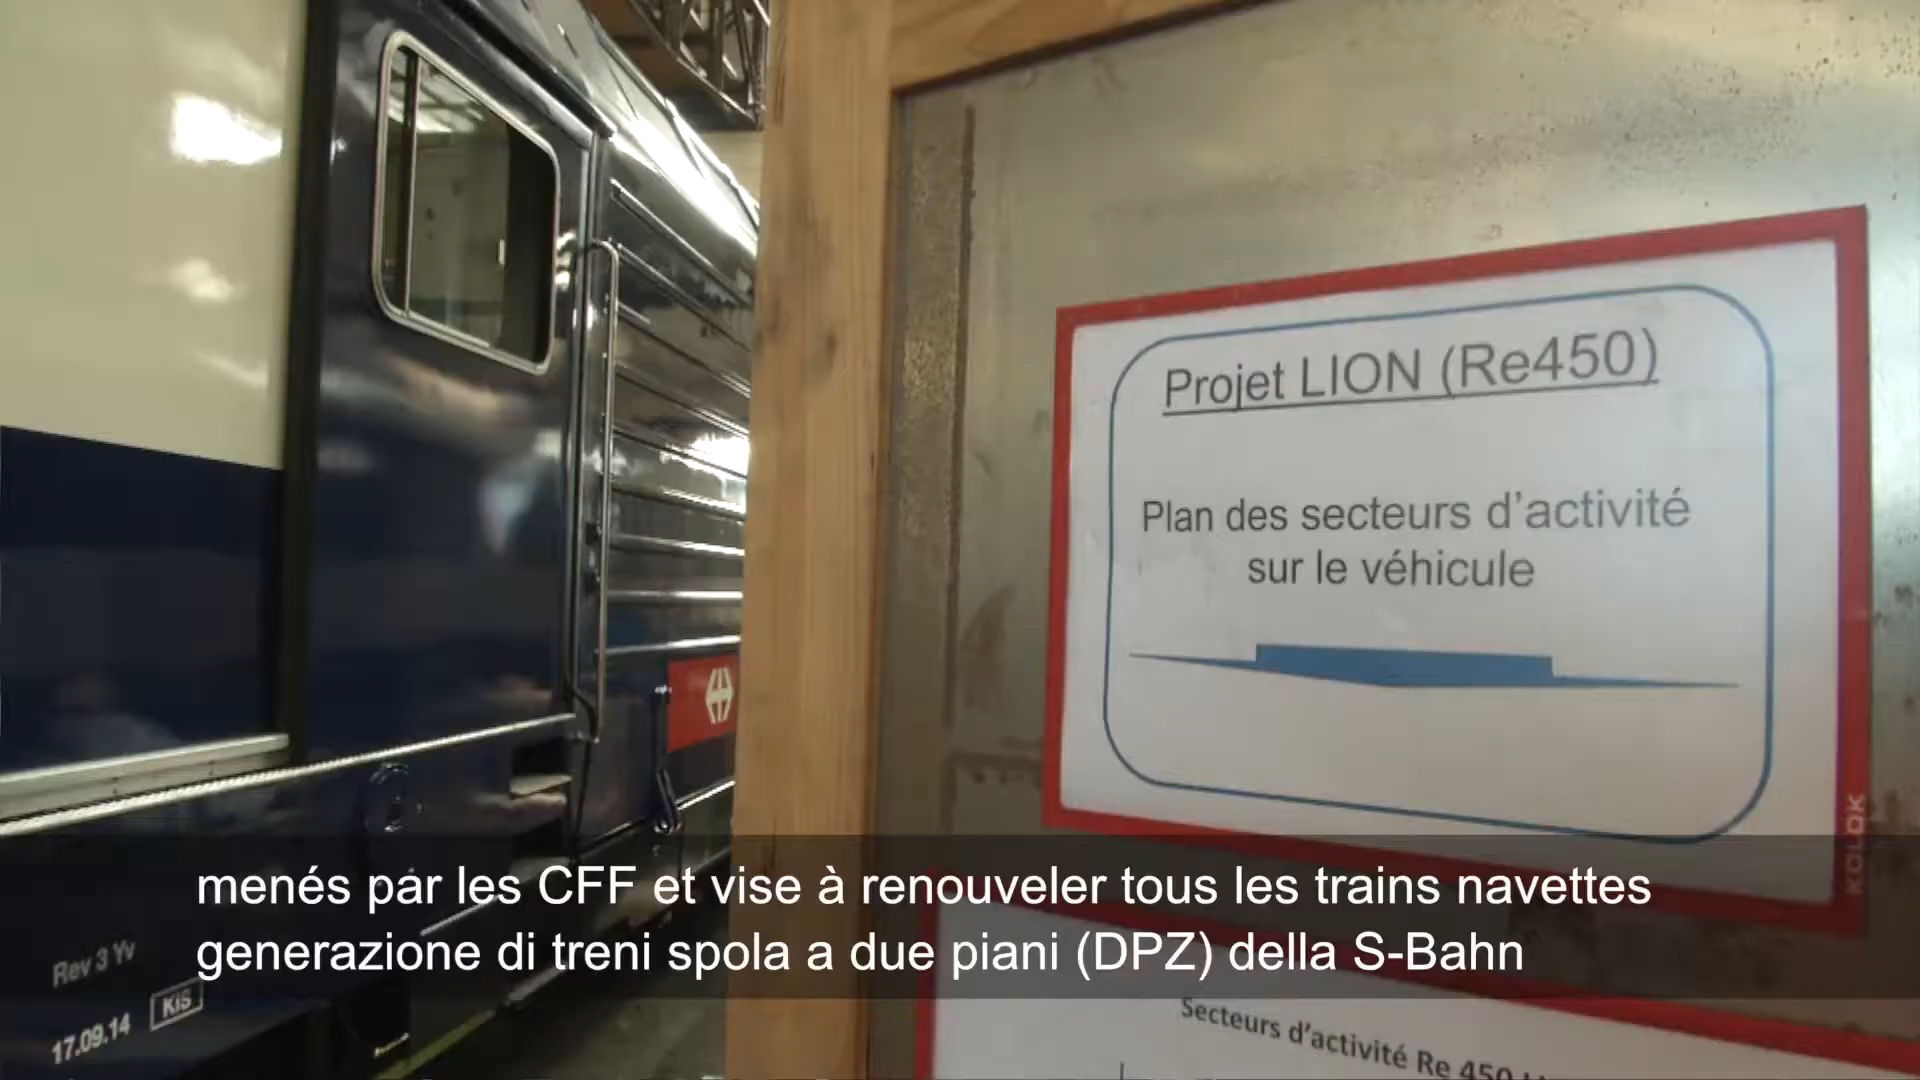 Projet LION (Re450)
Plan des secteurs d'activité
sur le véhicule
KOLOK
menés par les CFF et vise à renouveler tous les trains navettes
generazione di treni spola a due piani (DPZ) della S-Bahn
Rev 3 Yv
17.09.14 KiS
Secteurs d'activité Re 450